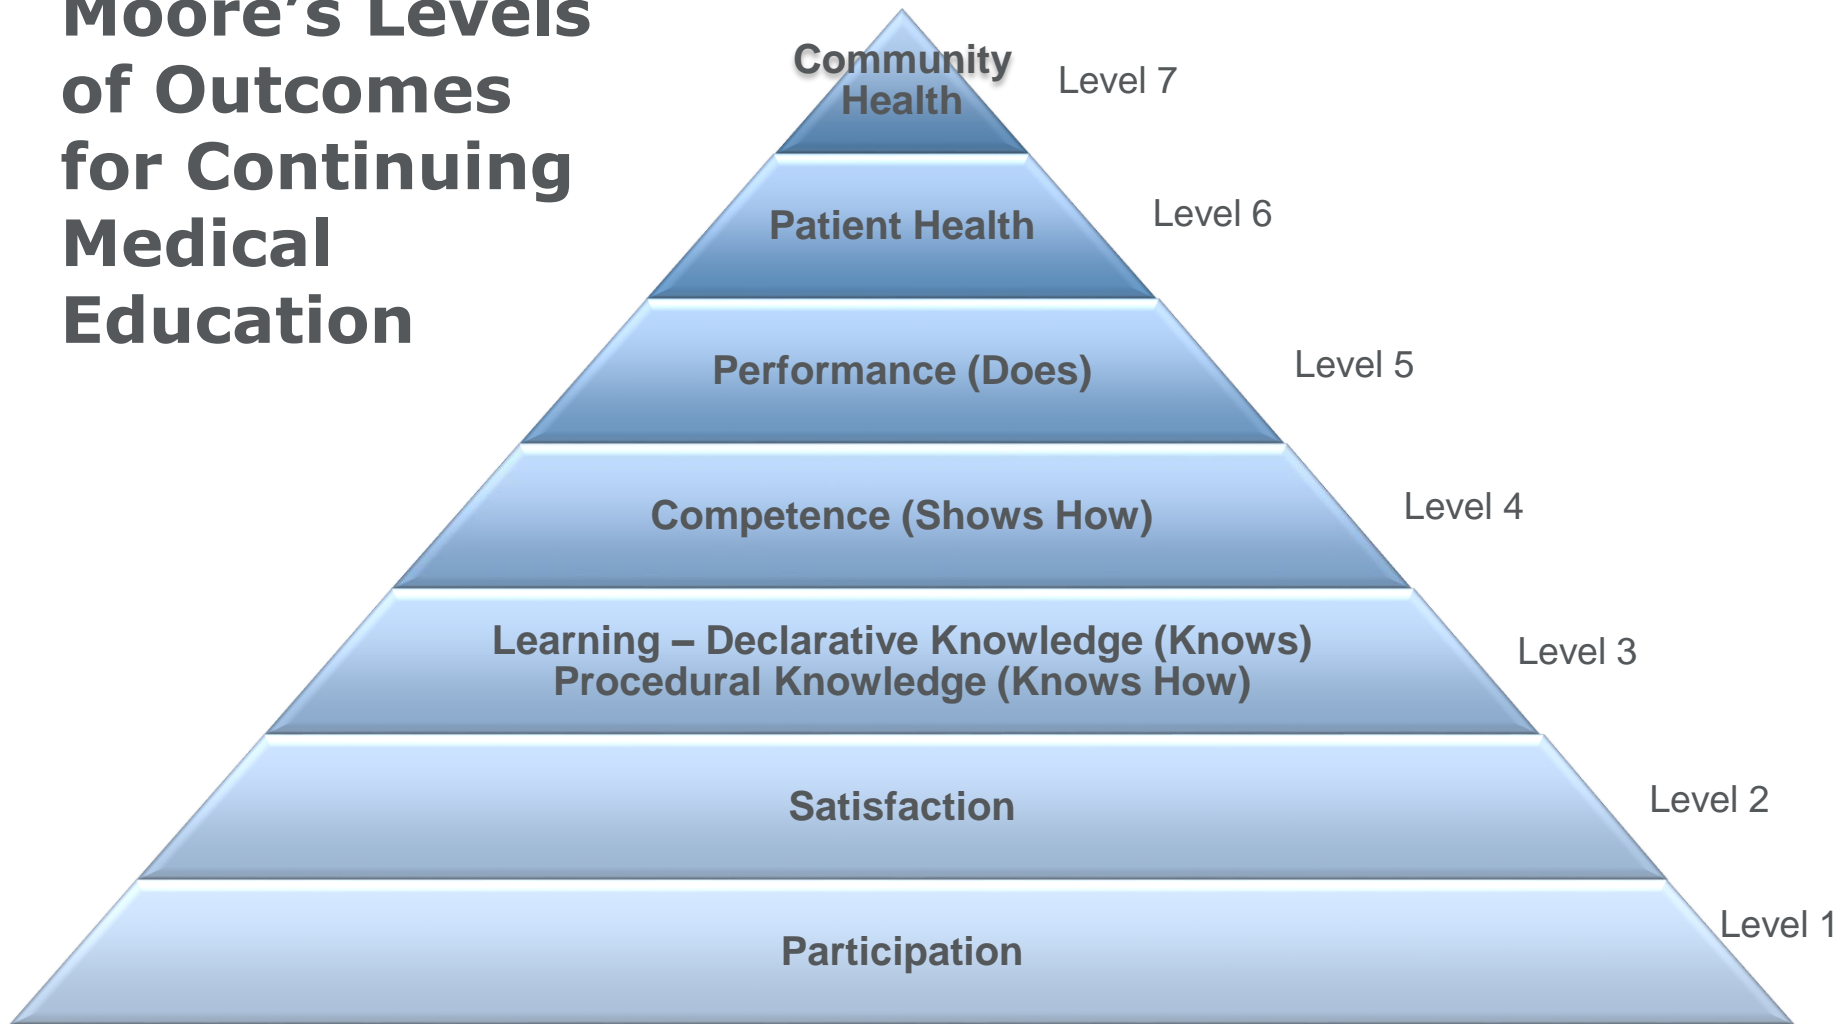 Moore's Levels
of Outcomes
for Continuing
Medical
Education
Community
Health
Level 7
Patient Health
Level 6
Performance (Does)
Level 5
Competence (Shows How)
Level 4
Learning – Declarative Knowledge (Knows)
Procedural Knowledge (Knows How)
Level 3
Satisfaction
Level 2
Participation
Level 1